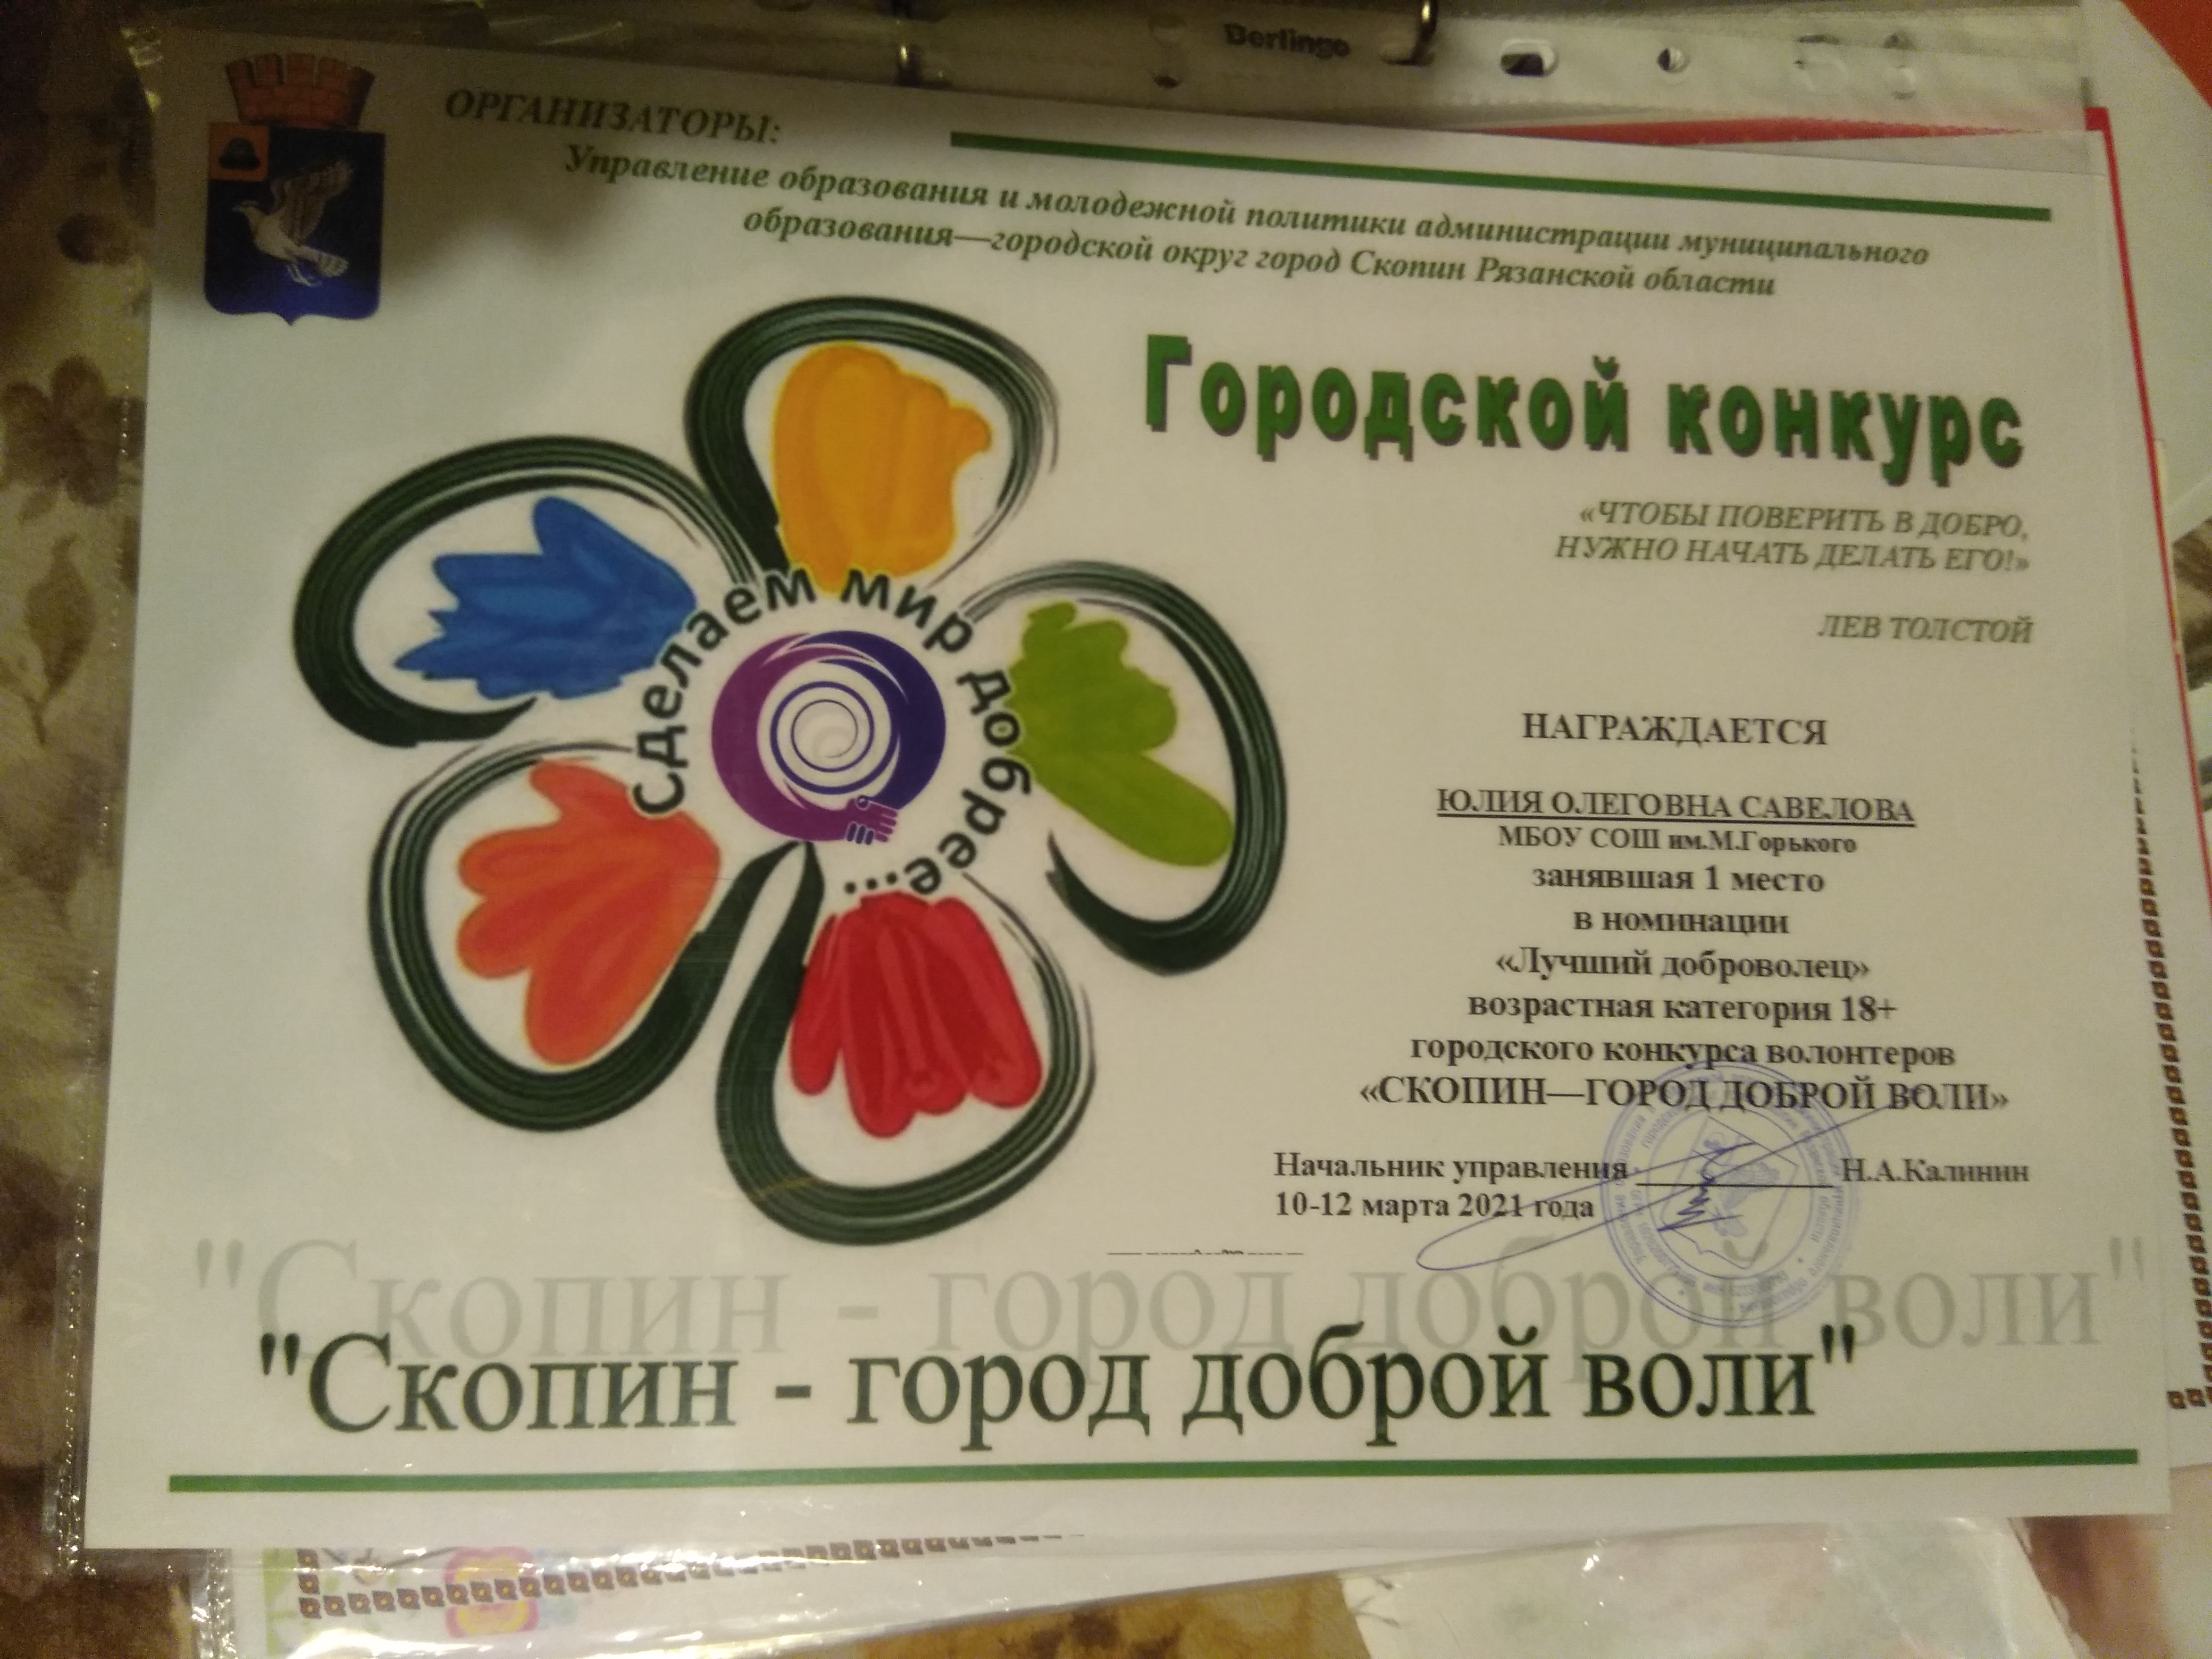 Berlingo
ОРГАНИЗАТОРЫ:
Управление образования и молодежной политики администрации муниципального
образования—городской округ город Скопин Рязанской области
Городской конкурс
«ЧТОБЫ ПОВЕРИТЬ В ДОБРО,
НУЖНО НАЧАТЬ ДЕЛАТЬ ЕГО!»
ЛЕВ ТОЛСТОЙ
Сделаем мир добрее...
НАГРАЖДАЕТСЯ
ЮЛИЯ ОЛЕГОВНА САВЕЛОВА
МБОУ СОШ им.М.Горького
занявшая 1 место
в номинации
«Лучший доброволец»
возрастная категория 18+
городского конкурса волонтеров
«СКОПИН—ГОРОД ДОБРОЙ ВОЛИ»
Начальник управления Н.А.Калинин
10-12 марта 2021 года
"Скопин - город доброй воли"
"Скопин - город доброй воли"